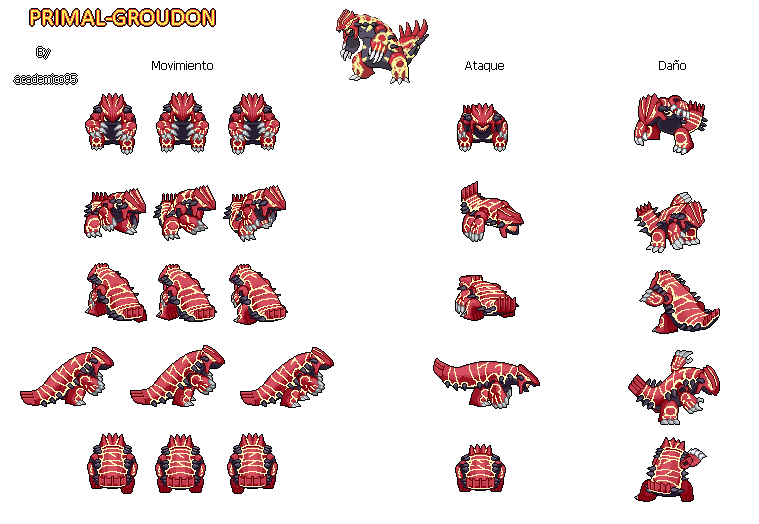 PRIMAL-GROUDON
By
academico95
Movimiento
Ataque
Daño